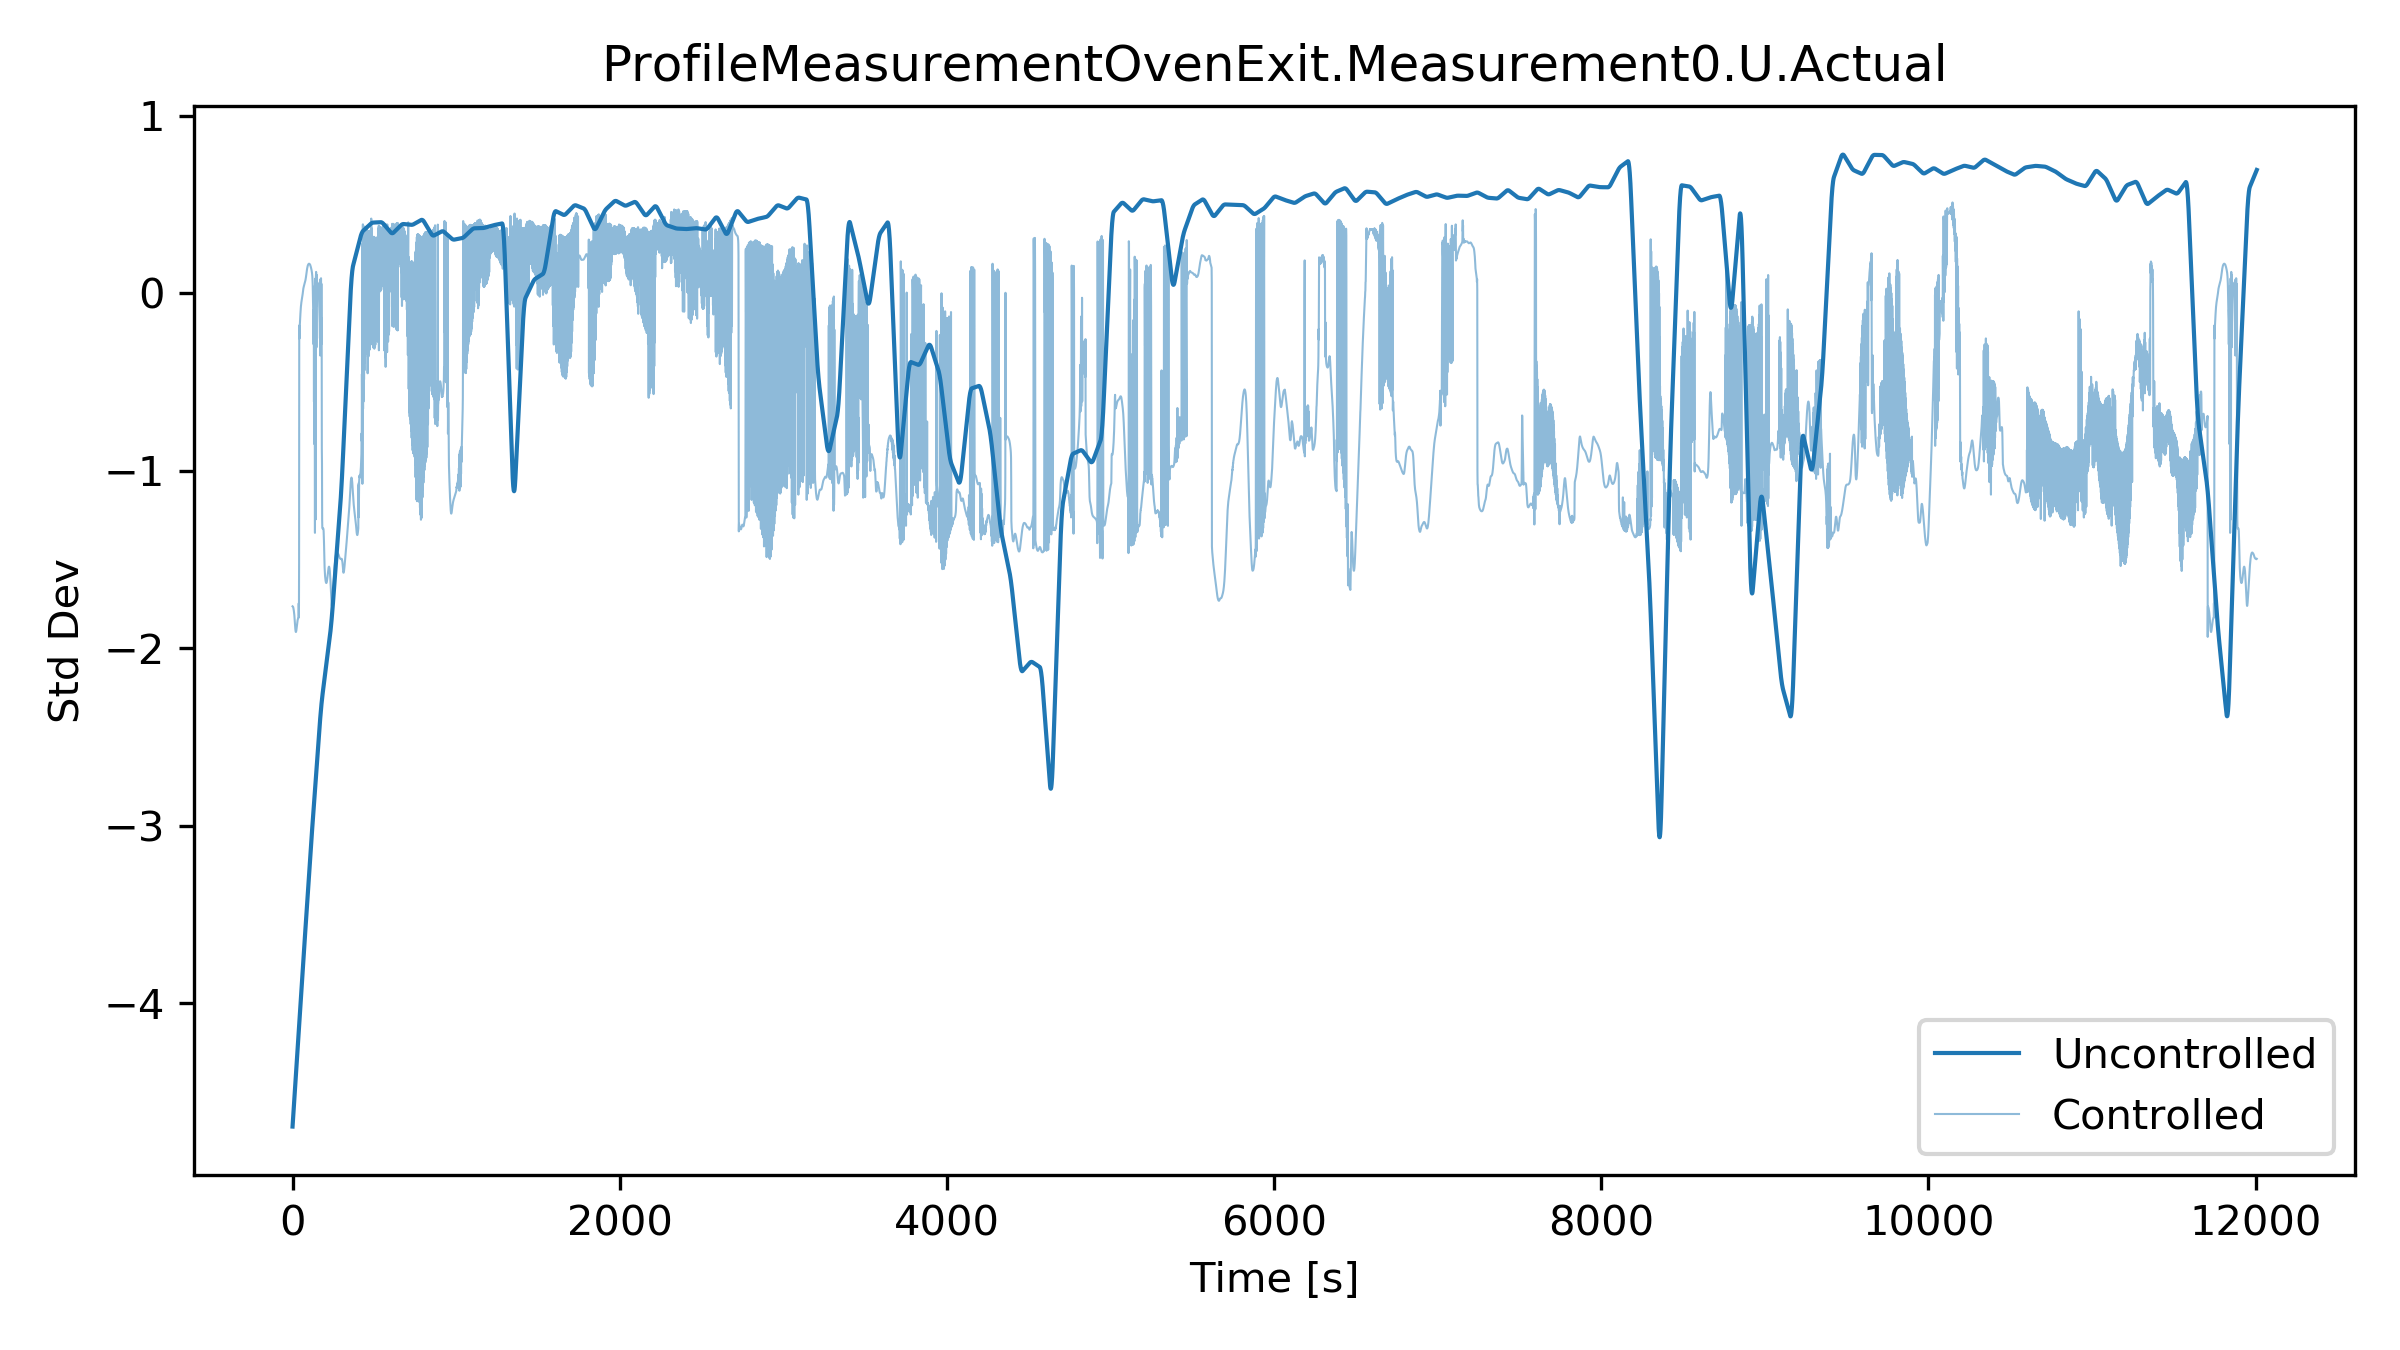 ProfileMeasurementOvenExit.Measurement0.U.Actual
1
0
−1
−2
−3
−4
Std Dev
0 2000 4000 6000 8000 10000 12000
Time [s]
Uncontrolled
Controlled